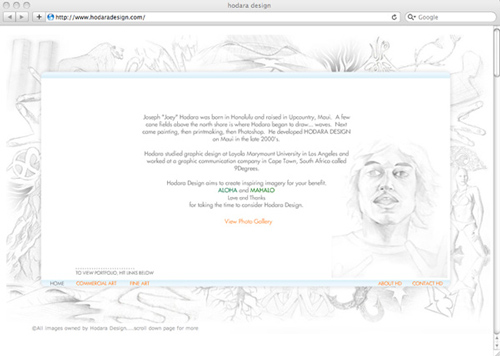 hodara design
http://www.hodaradesign.com/
Google
Joseph "Joey" Hodara was born in Honolulu and raised in Upcountry, Maui. A few
cane fields above the north shore is where Hodara began to draw... waves. Next
came painting, then printmaking, then Photoshop. He developed HODARA DESIGN
on Maui in the late 2000's.
Hodara studied graphic design at Loyola Marymount University in Los Angeles and
worked at a graphic communication company in Cape Town, South Africa called
9Degrees.
Hodara Design aims to create inspiring imagery for your benefit.
ALOHA and MAHALO
Love and Thanks
for taking the time to consider Hodara Design.
View Photo Gallery
TO VIEW PORTFOLIO, HIT LINKS BELOW
HOME COMMERCIAL ART FINE ART ABOUT HD CONTACT HD
©All images owned by Hodara Design....scroll down page for more